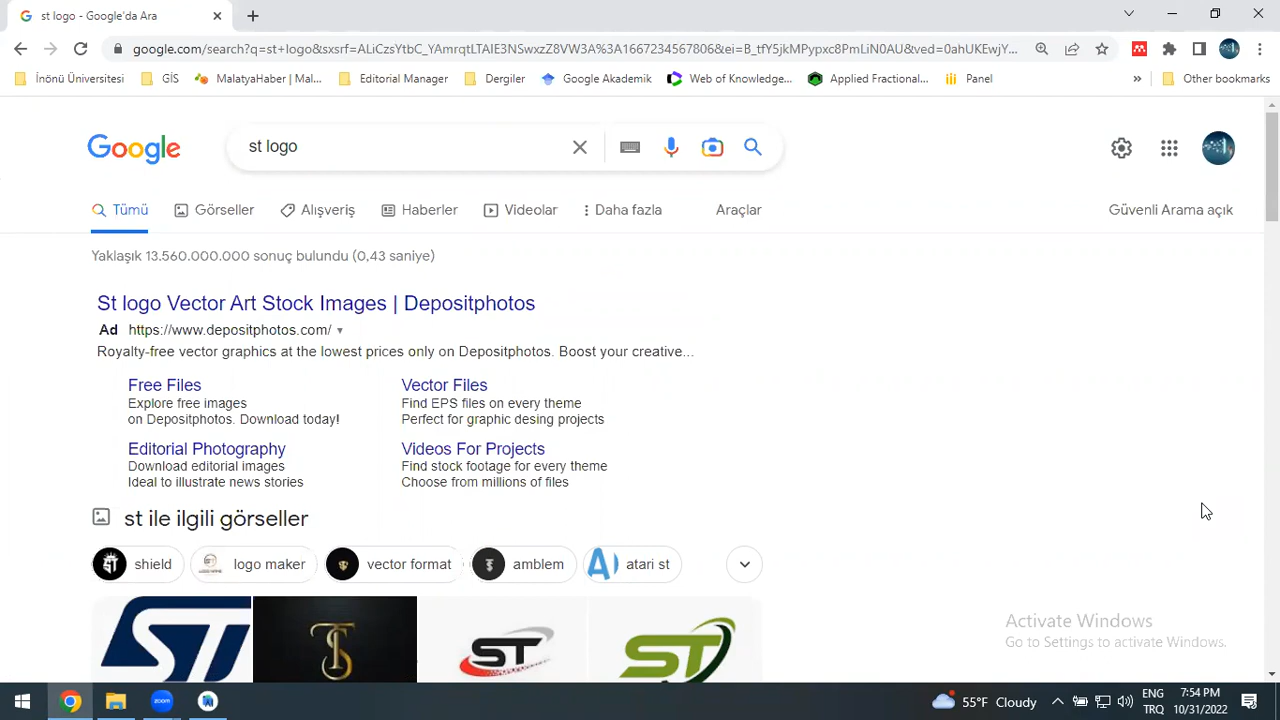 st logo - Google'da Ara
google.com/search?q=st+logo&sxsrf=ALiCzsYtbC_YAmrqtLTAIE3NSwxzZ8VW3A%3A1667234567806&ei=B_tfY5jkMPypxc8PmLiN0AU&ved=0ahUKEwjY...
İnönü Üniversitesi
GİS
MalatyaHaber | Mal...
Editorial Manager
Dergiler
Google Akademik
Web of Knowledge...
Applied Fractional...
Panel
»
Other bookmarks
Google
st logo
Tümü
Görseller
Alışveriş
Haberler
Videolar
Daha fazla
Araçlar
Güvenli Arama açık
Yaklaşık 13.560.000.000 sonuç bulundu (0,43 saniye)
St logo Vector Art Stock Images | Depositphotos
Ad https://www.depositphotos.com/
Royalty-free vector graphics at the lowest prices only on Depositphotos. Boost your creative...
Free Files
Explore free images
on Depositphotos. Download today!
Vector Files
Find EPS files on every theme
Perfect for graphic desing projects
Editorial Photography
Download editorial images
Ideal to illustrate news stories
Videos For Projects
Find stock footage for every theme
Choose from millions of files
st ile ilgili görseller
shield
logo maker
vector format
amblem
atari st
ST
TS
ST
ST
Activate Windows
Go to Settings to activate Windows.
zoom
55°F Cloudy
ENG
TRQ
7:54 PM
10/31/2022